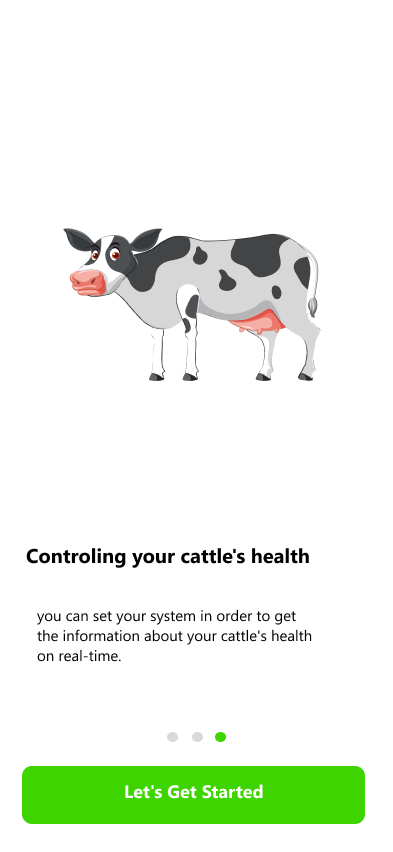 Controling your cattle's health
you can set your system in order to get
the information about your cattle's health
on real-time.
Let's Get Started